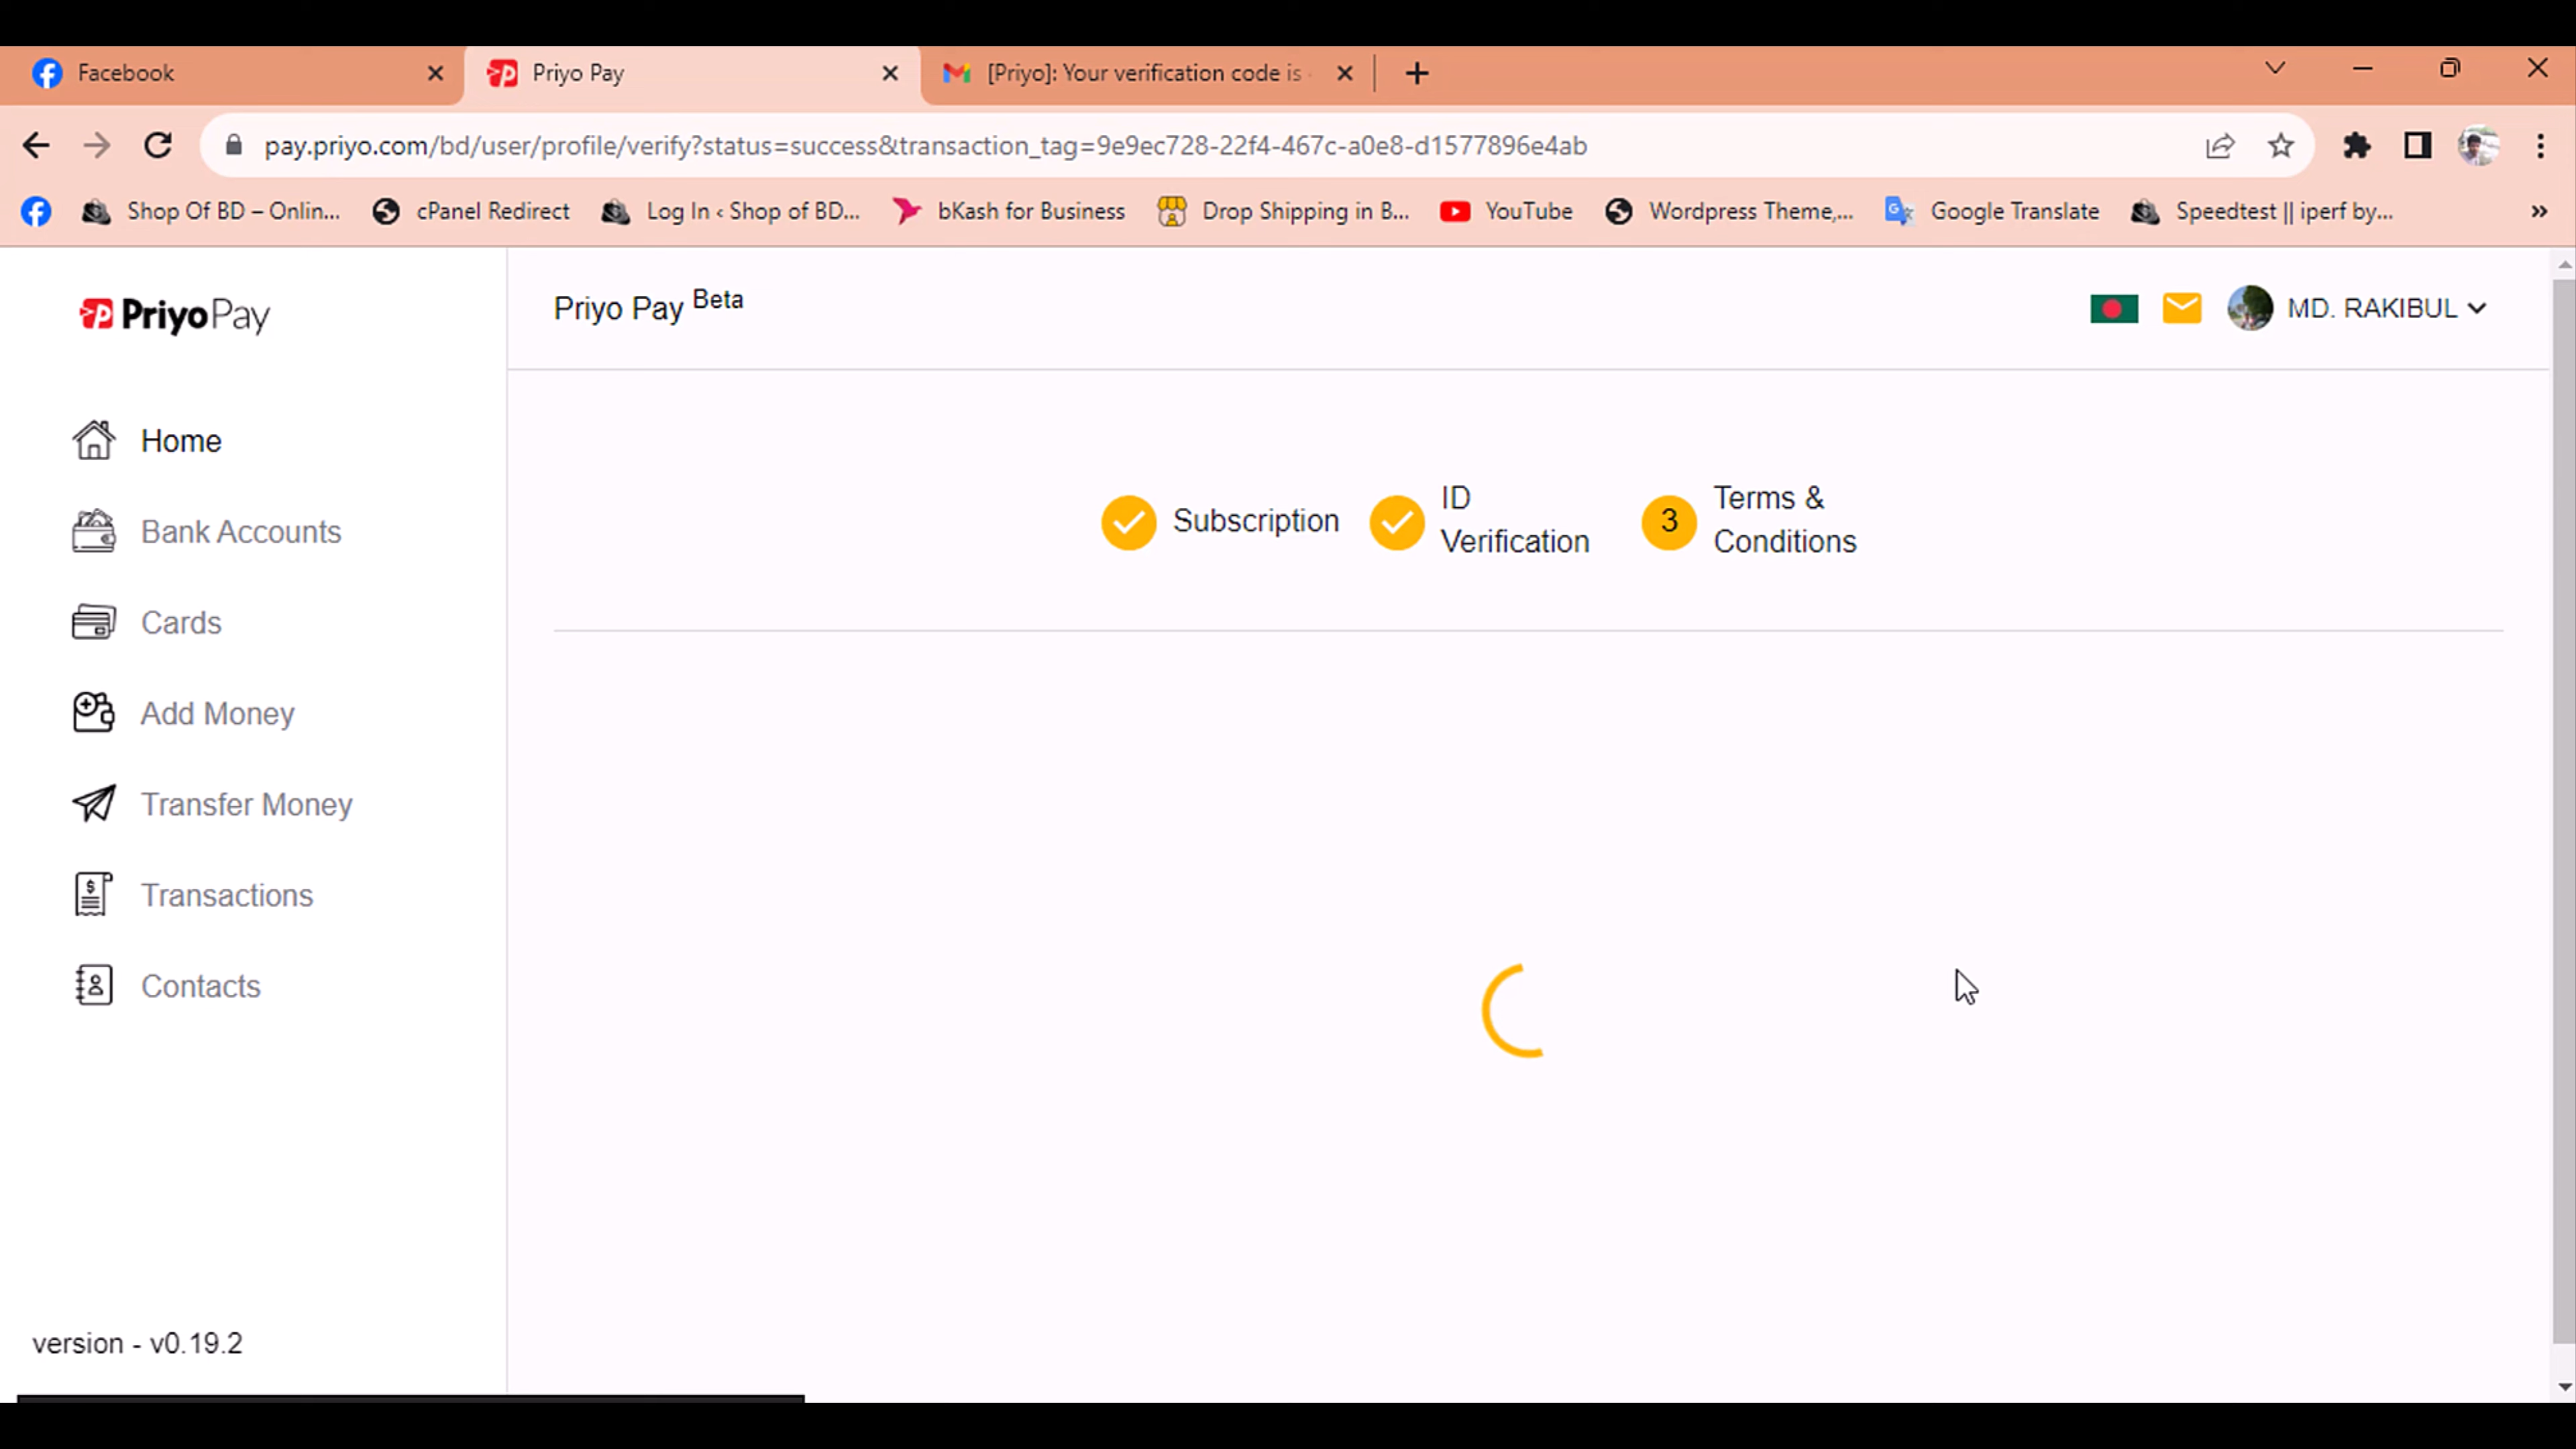 Facebook
Priyo Pay
[Priyo]: Your verification code is
pay.priyo.com/bd/user/profile/verify?status=success&transaction_tag=9e9ec728-22f4-467c-a0e8-d1577896e4ab
Shop Of BD – Onlin... cPanel Redirect Log In ‹ Shop of BD... bKash for Business Drop Shipping in B... YouTube Wordpress Theme,... Google Translate Speedtest || iperf by... »
PriyoPay
Priyo Pay Beta
MD. RAKIBUL
Home
Bank Accounts
Cards
Add Money
Transfer Money
Transactions
Contacts
version - v0.19.2
Subscription
ID
Verification
3 Terms &
Conditions